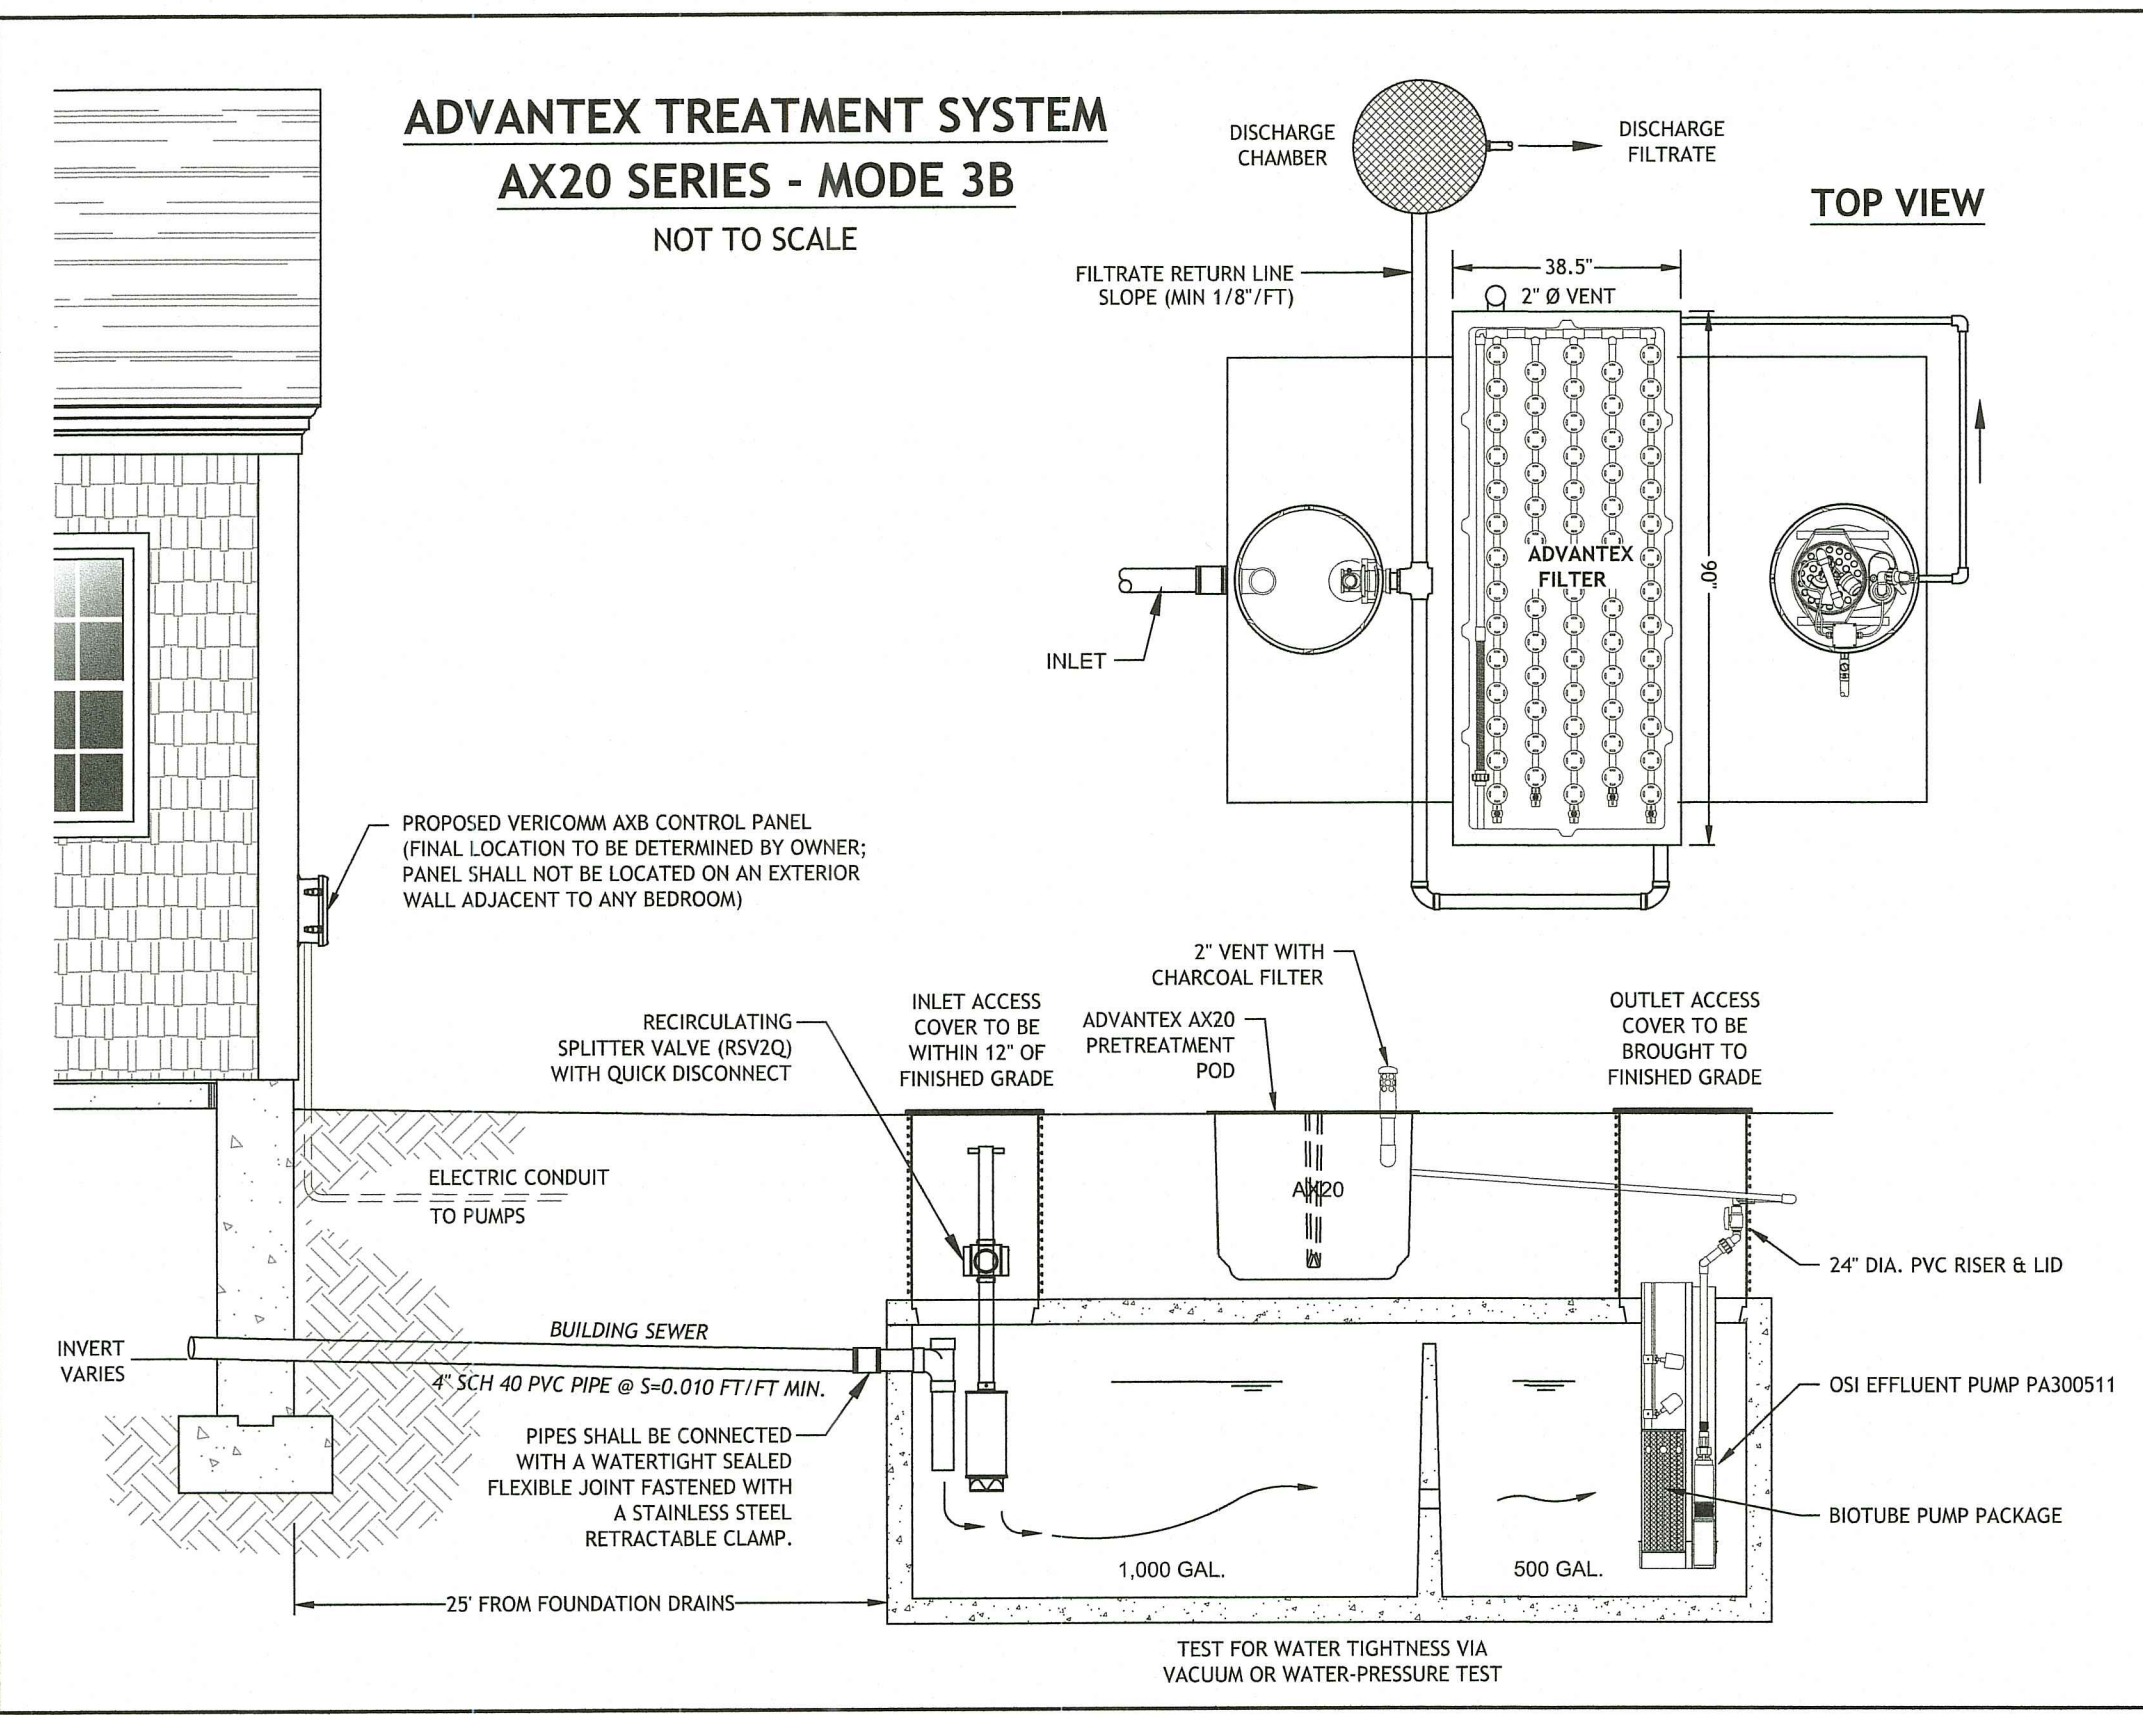 ADVANTEX TREATMENT SYSTEM
AX20 SERIES - MODE 3B
NOT TO SCALE
DISCHARGE
CHAMBER
DISCHARGE
FILTRATE
TOP VIEW
FILTRATE RETURN LINE
SLOPE (MIN 1/8"/FT)
38.5"
2" Ø VENT
ADVANTEX
FILTER
90"
INLET
PROPOSED VERICOMM AXB CONTROL PANEL
(FINAL LOCATION TO BE DETERMINED BY OWNER;
PANEL SHALL NOT BE LOCATED ON AN EXTERIOR
WALL ADJACENT TO ANY BEDROOM)
2" VENT WITH
CHARCOAL FILTER
RECIRCULATING
SPLITTER VALVE (RSV2Q)
WITH QUICK DISCONNECT
INLET ACCESS
COVER TO BE
WITHIN 12" OF
FINISHED GRADE
ADVANTEX AX20
PRETREATMENT
POD
OUTLET ACCESS
COVER TO BE
BROUGHT TO
FINISHED GRADE
ELECTRIC CONDUIT
TO PUMPS
AX20
24" DIA. PVC RISER & LID
INVERT
VARIES
BUILDING SEWER
4" SCH 40 PVC PIPE @ S=0.010 FT/FT MIN.
OSI EFFLUENT PUMP PA300511
PIPES SHALL BE CONNECTED
WITH A WATERTIGHT SEALED
FLEXIBLE JOINT FASTENED WITH
A STAINLESS STEEL
RETRACTABLE CLAMP.
BIOTUBE PUMP PACKAGE
1,000 GAL.
500 GAL.
25' FROM FOUNDATION DRAINS
TEST FOR WATER TIGHTNESS VIA
VACUUM OR WATER-PRESSURE TEST